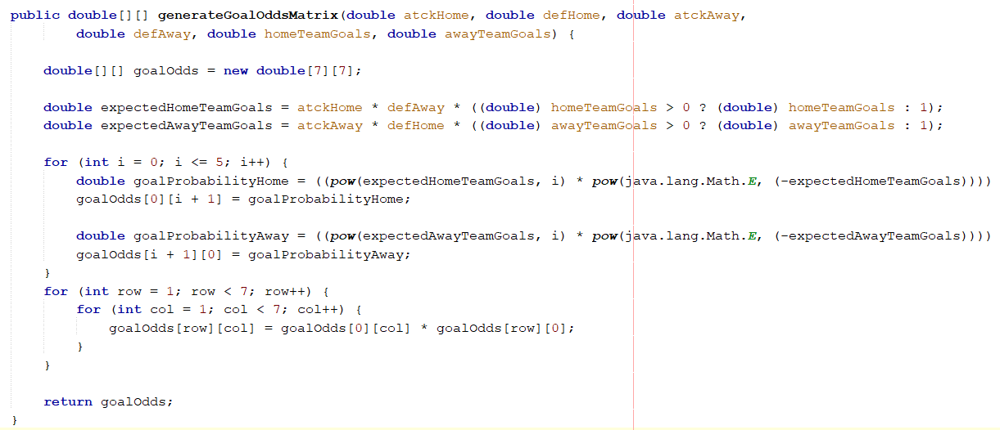 public double[][] generateGoalOddsMatrix(double atckHome, double defHome, double atckAway,
        double defAway, double homeTeamGoals, double awayTeamGoals) {
    double[][] goalOdds = new double[7][7];
    double expectedHomeTeamGoals = atckHome * defAway * ((double) homeTeamGoals > 0 ? (double) homeTeamGoals : 1);
    double expectedAwayTeamGoals = atckAway * defHome * ((double) awayTeamGoals > 0 ? (double) awayTeamGoals : 1);
    for (int i = 0; i <= 5; i++) {
        double goalProbabilityHome = ((pow(expectedHomeTeamGoals, i) * pow(java.lang.Math.E, (-expectedHomeTeamGoals))))
        goalOdds[0][i + 1] = goalProbabilityHome;
        double goalProbabilityAway = ((pow(expectedAwayTeamGoals, i) * pow(java.lang.Math.E, (-expectedAwayTeamGoals))))
        goalOdds[i + 1][0] = goalProbabilityAway;
    }
    for (int row = 1; row < 7; row++) {
        for (int col = 1; col < 7; col++) {
            goalOdds[row][col] = goalOdds[0][col] * goalOdds[row][0];
        }
    }
    return goalOdds;
}